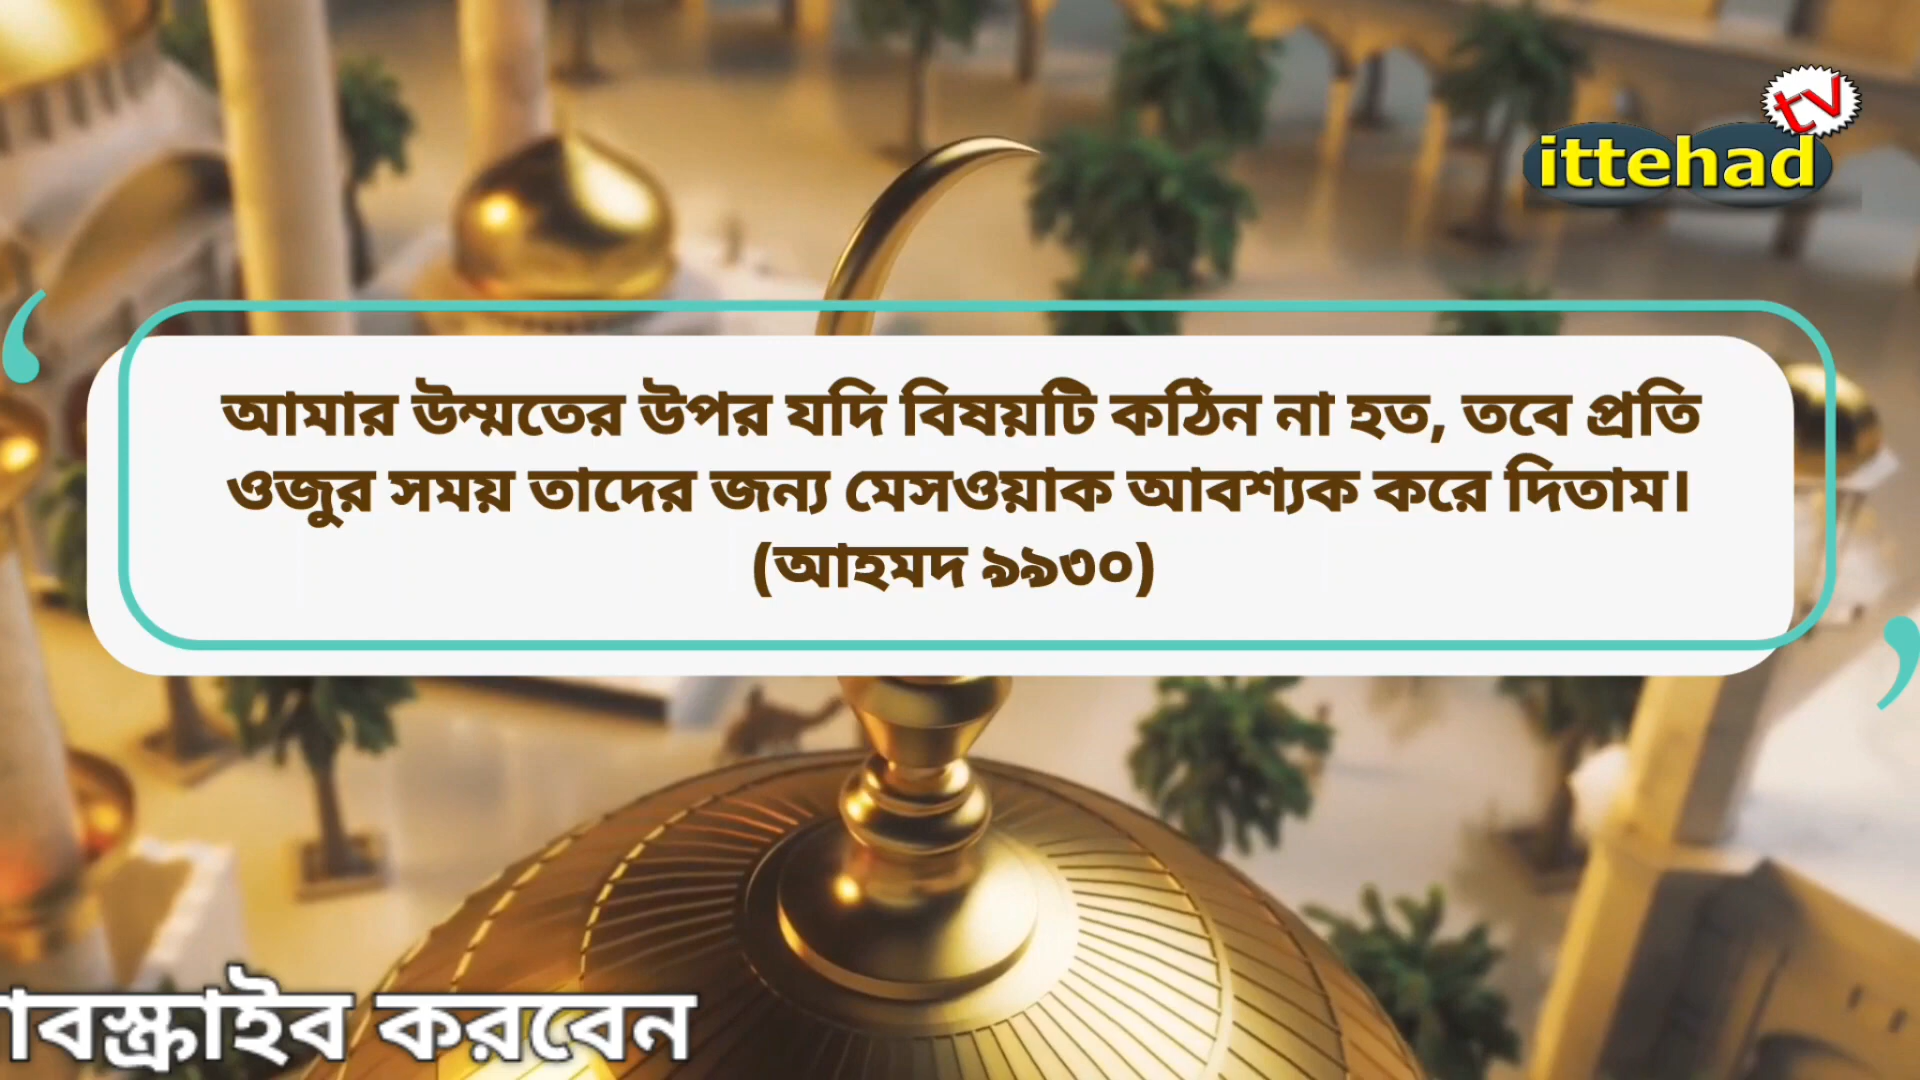 tv
ittehad
আমার উম্মতের উপর যদি বিষয়টি কঠিন না হত, তবে প্রতি
ওজুর সময় তাদের জন্য মেসওয়াক আবশ্যক করে দিতাম।
(আহমদ ৯৯৩০)
াবস্ক্রাইব করবেন